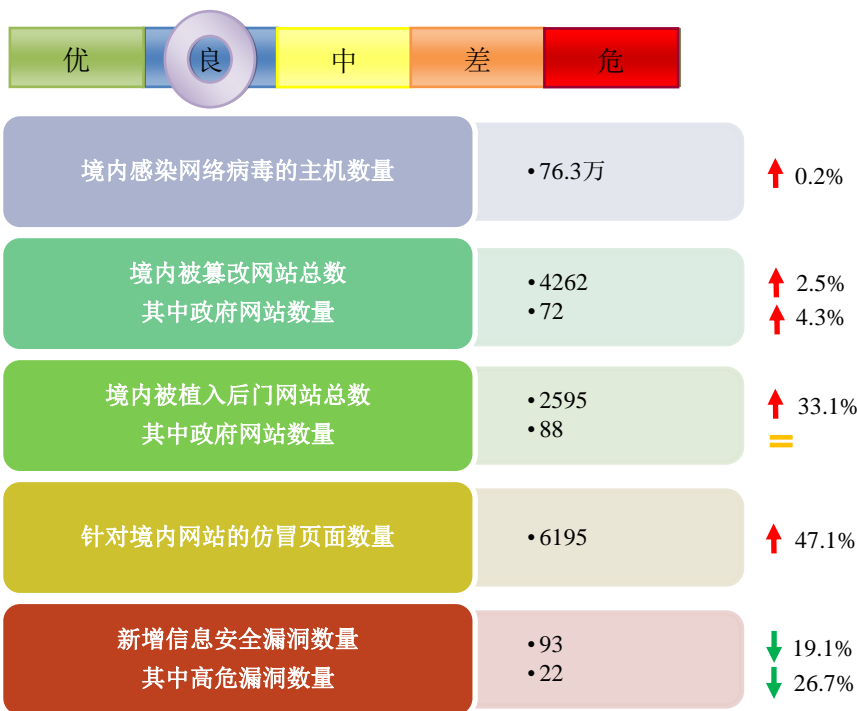 优 良 中 差 危
境内感染网络病毒的主机数量 •76.3万 0.2%
境内被篡改网站总数 •4262 2.5%
其中政府网站数量 •72 4.3%
境内被植入后门网站总数 •2595 33.1%
其中政府网站数量 •88 =
针对境内网站的仿冒页面数量 •6195 47.1%
新增信息安全漏洞数量 •93 19.1%
其中高危漏洞数量 •22 26.7%